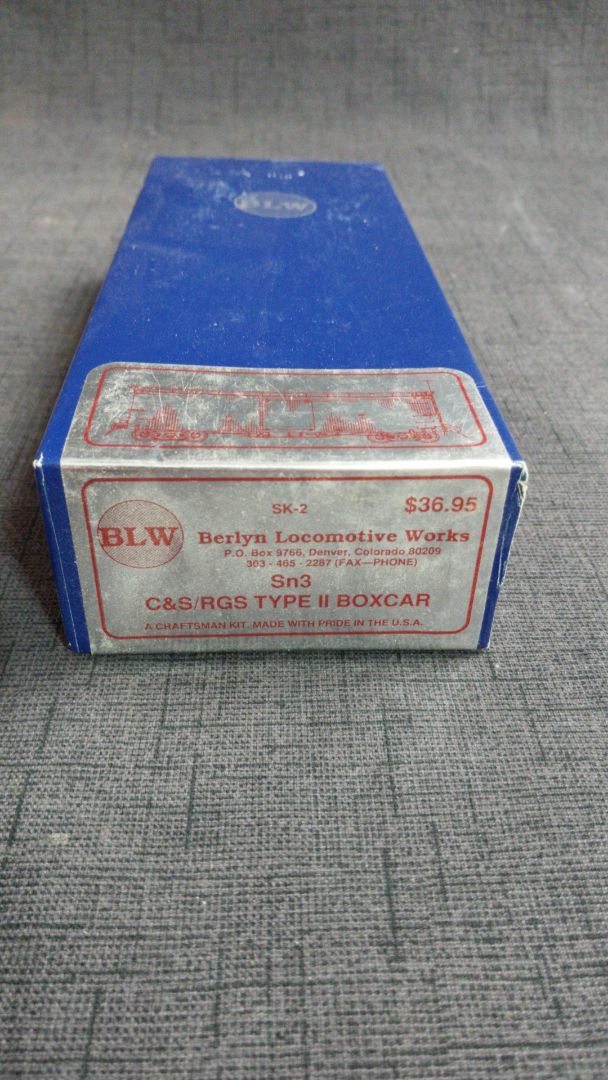 BLW
SK-2
$36.95
BLW
Berlyn Locomotive Works
P.O. Box 9766, Denver, Colorado 80209
303 - 465 - 2287 (FAX—PHONE)
Sn3
C&S/RGS TYPE II BOXCAR
A CRAFTSMAN KIT. MADE WITH PRIDE IN THE U.S.A.